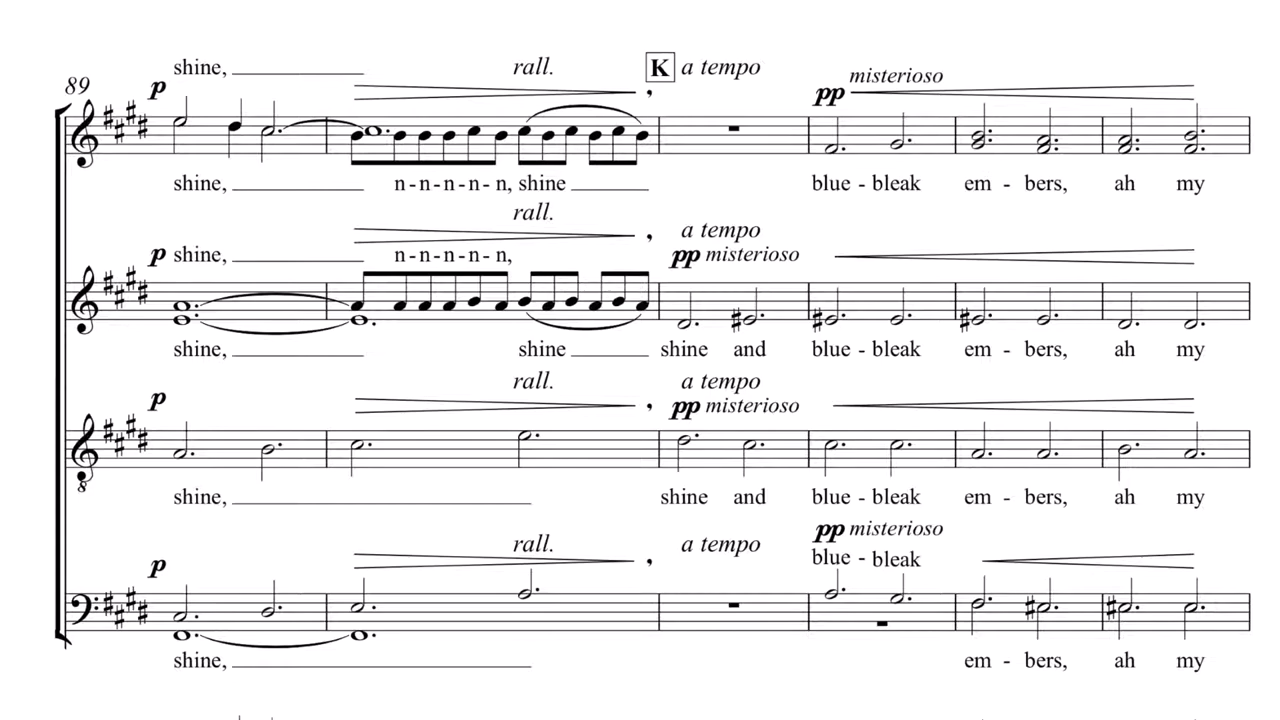 shine, rall. K a tempo
89 p , pp misterioso
shine, n-n-n-n-n, shine blue - bleak em - bers, ah my
rall. , a tempo
p shine, n-n-n-n-n, pp misterioso
shine, shine shine and blue - bleak em - bers, ah my
rall. a tempo
p , pp misterioso
8
shine, shine and blue - bleak em - bers, ah my
pp misterioso
p rall. , a tempo blue - bleak
shine, em - bers, ah my